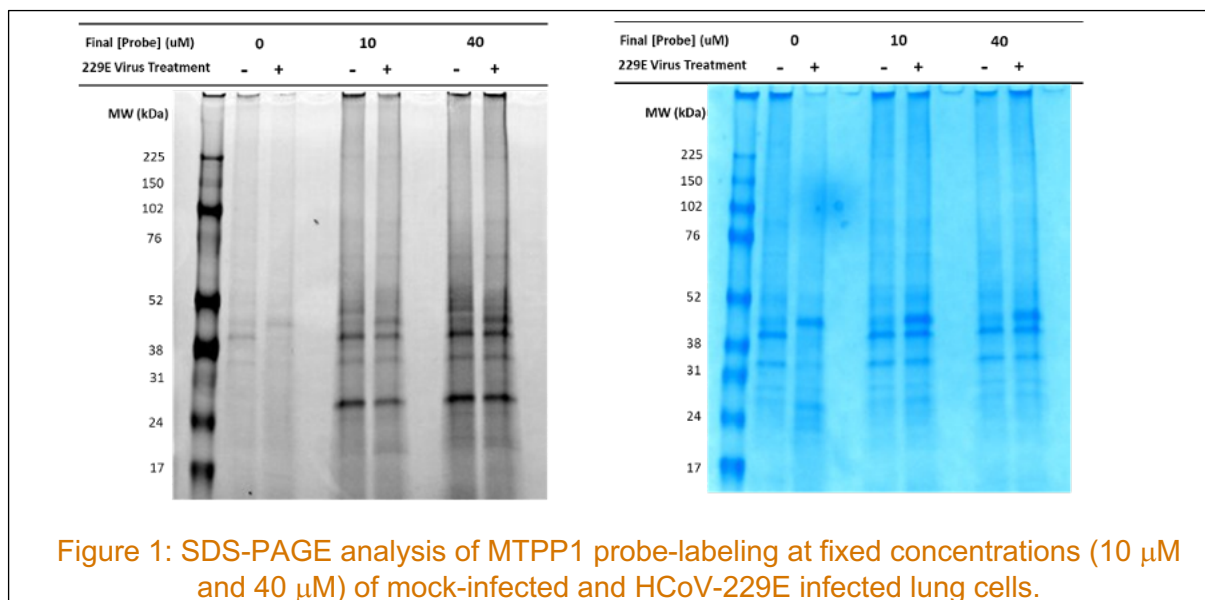 Final [Probe] (uM) 0 10 40
229E Virus Treatment - + - + - +
MW (kDa)
225
150
102
76
52
38
31
24
17
Final [Probe] (uM) 0 10 40
229E Virus Treatment - + - + - +
MW (kDa)
225
150
102
76
52
38
31
24
17
Figure 1: SDS-PAGE analysis of MTPP1 probe-labeling at fixed concentrations (10 μM
and 40 μM) of mock-infected and HCoV-229E infected lung cells.